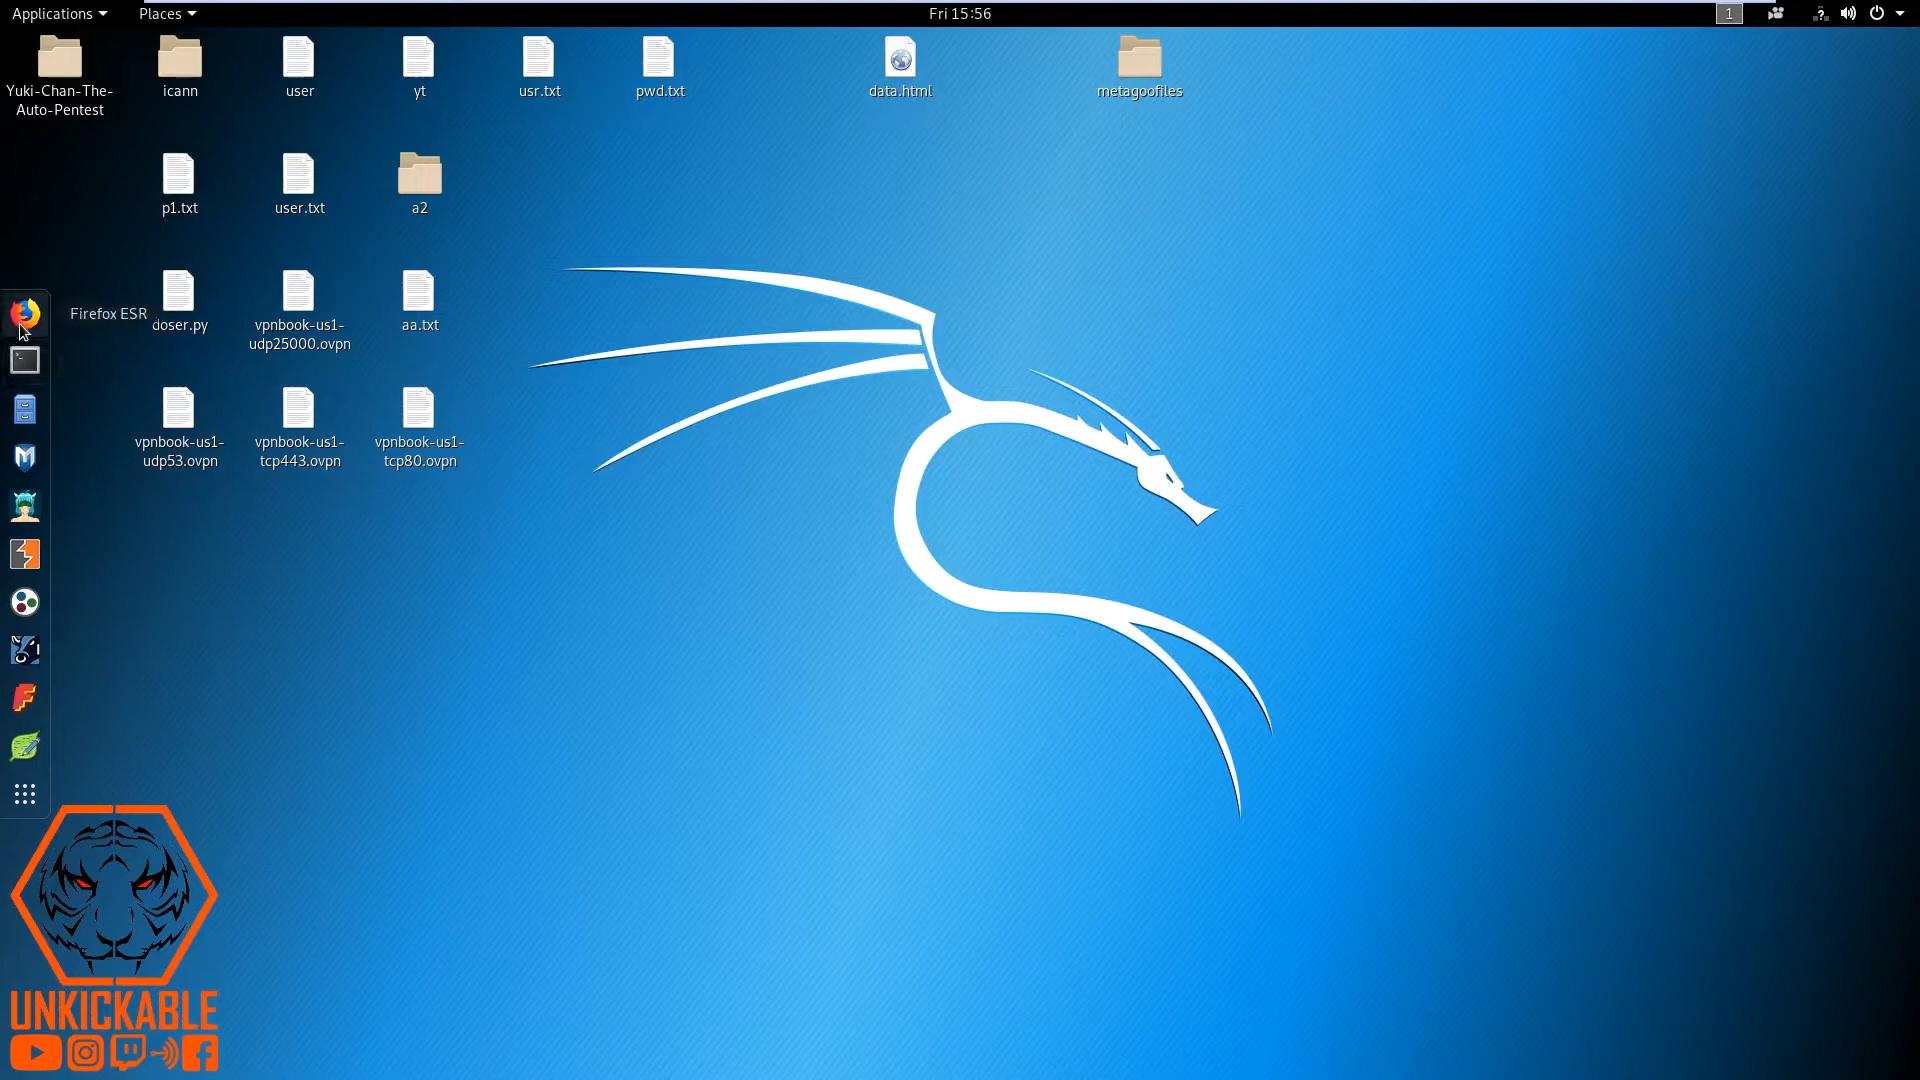 Applications
Places
Fri 15:56
1
?
Yuki-Chan-The-
Auto-Pentest
icann
user
yt
usr.txt
pwd.txt
data.html
metagoofiles
p1.txt
user.txt
a2
Firefox ESR
doser.py
vpnbook-us1-
udp25000.ovpn
aa.txt
vpnbook-us1-
udp53.ovpn
vpnbook-us1-
tcp443.ovpn
vpnbook-us1-
tcp80.ovpn
UNKICKABLE